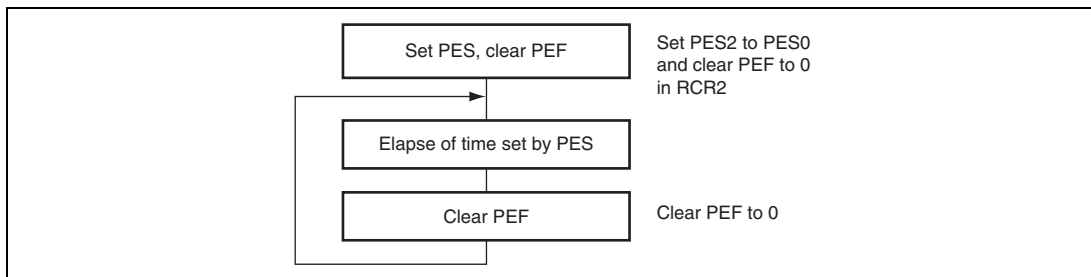 Set PES, clear PEF
Set PES2 to PES0
and clear PEF to 0
in RCR2
Elapse of time set by PES
Clear PEF
Clear PEF to 0